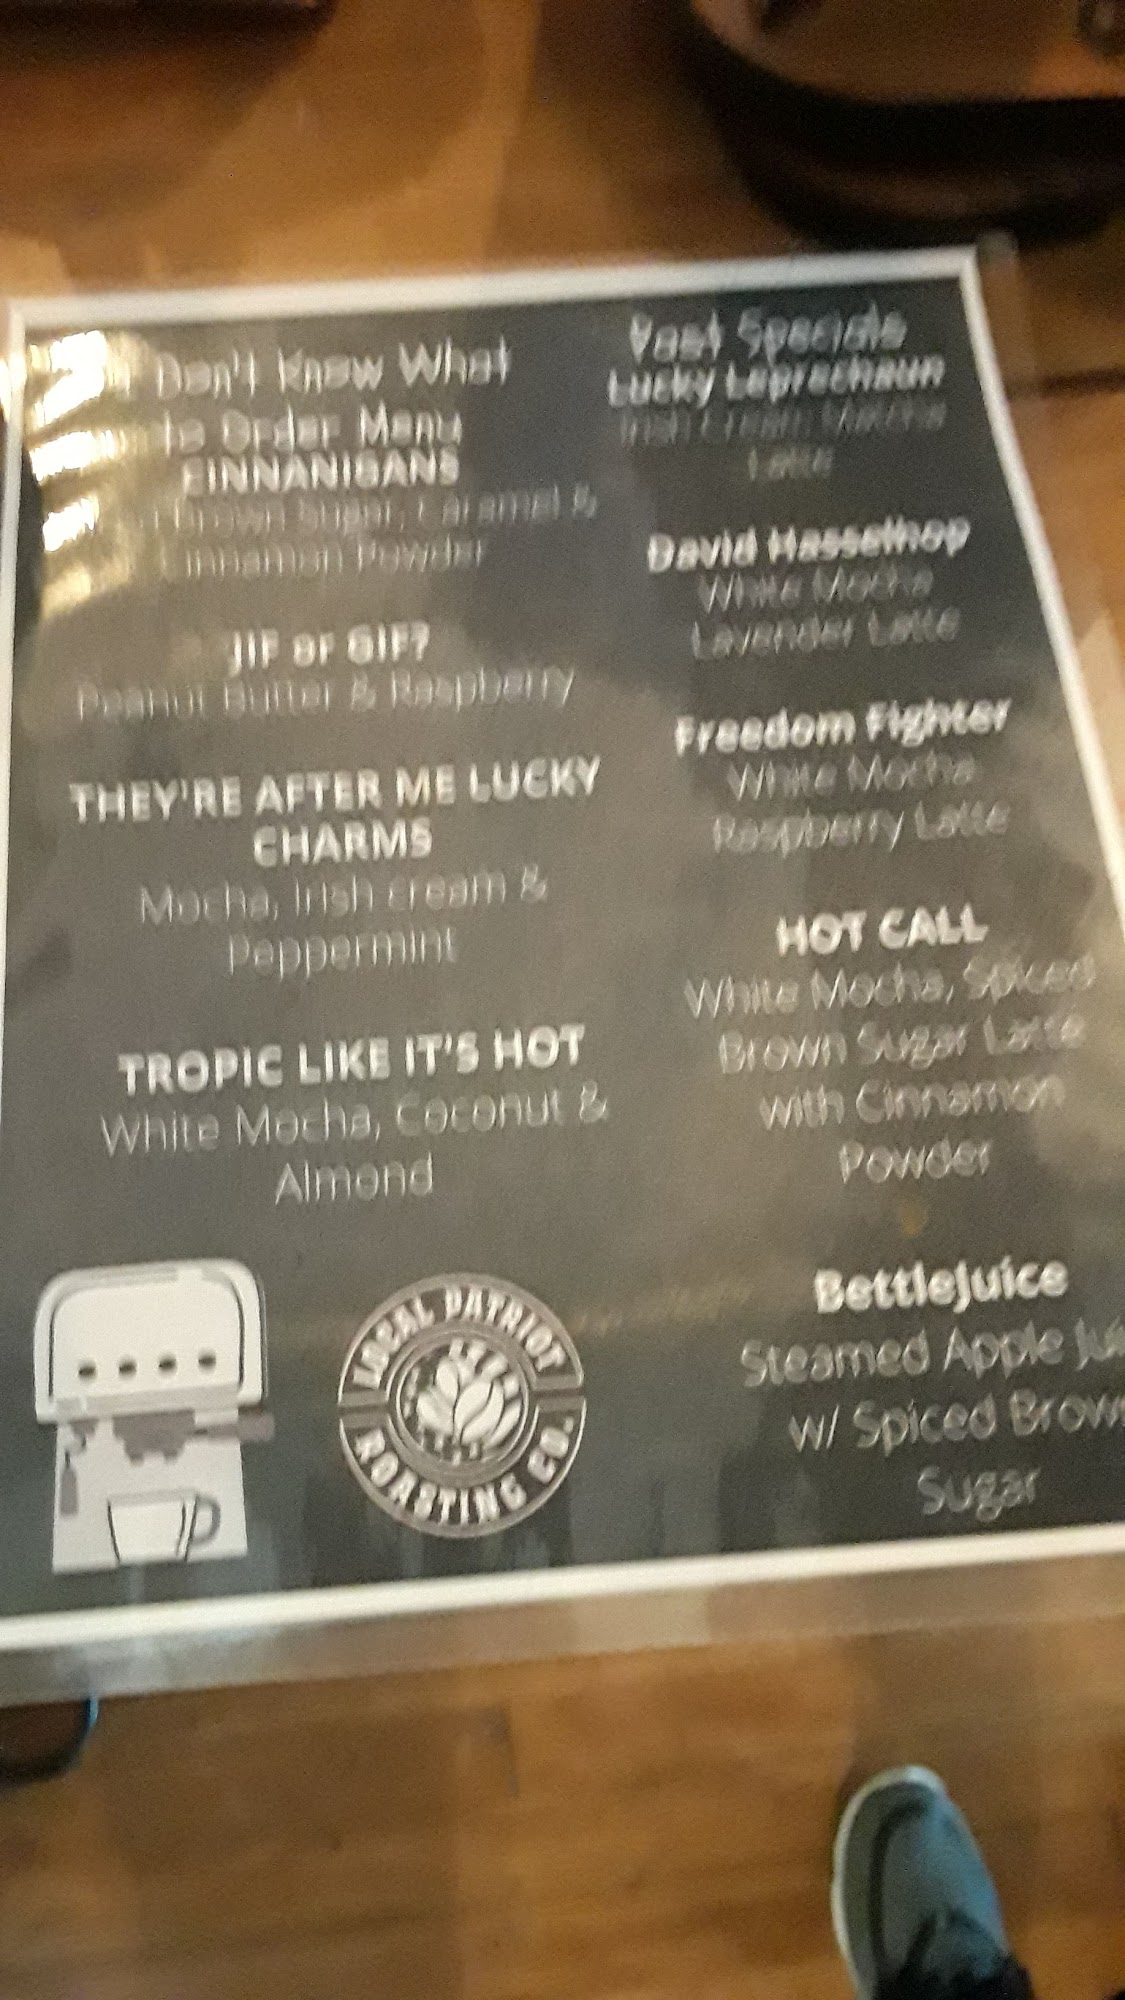 I Don't Know What
to Order Menu
FINNANIGANS
Brown Sugar, Caramel &
Cinnamon Powder
JIF or GIF?
Peanut Butter & Raspberry
THEY'RE AFTER ME LUCKY
CHARMS
Mocha, Irish cream &
Peppermint
TROPIC LIKE IT'S HOT
White Mocha, Coconut &
Almond
LOCAL PATRIOT
ROASTING CO.
Past Specials
Lucky Leprechaun
Irish Cream Matcha
Latte
David Hasselhop
White Mocha
Lavender Latte
Freedom Fighter
White Mocha
Raspberry Latte
HOT CALL
White Mocha, Spiced
Brown Sugar Latte
with Cinnamon
Powder
BettleJuice
Steamed Apple Jui
w/ Spiced Brow
Sugar